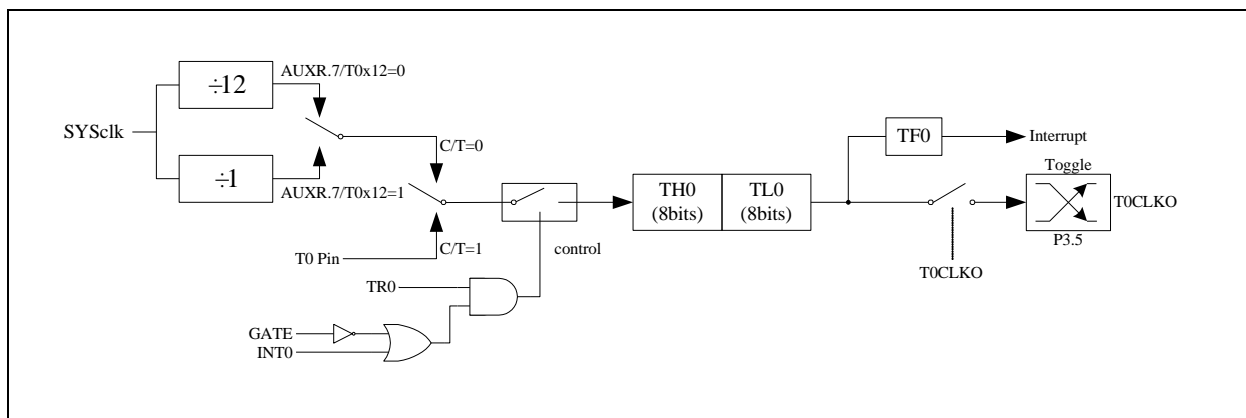 ÷12
AUXR.7/T0x12=0
SYSclk
÷1
AUXR.7/T0x12=1
C/T=0
C/T=1
T0 Pin
control
TR0
GATE
INT0
TH0
(8bits)
TL0
(8bits)
TF0
Interrupt
Toggle
T0CLKO
P3.5
T0CLKO